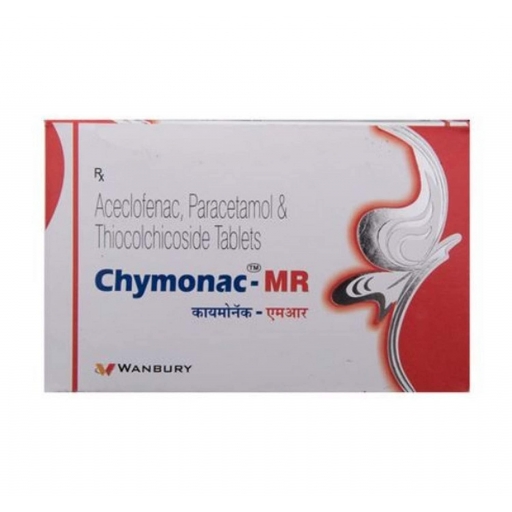 Rx
Aceclofenac, Paracetamol &
Thiocolchicoside Tablets
Chymonac™-MR
कायमोनॅक - एमआर
WANBURY